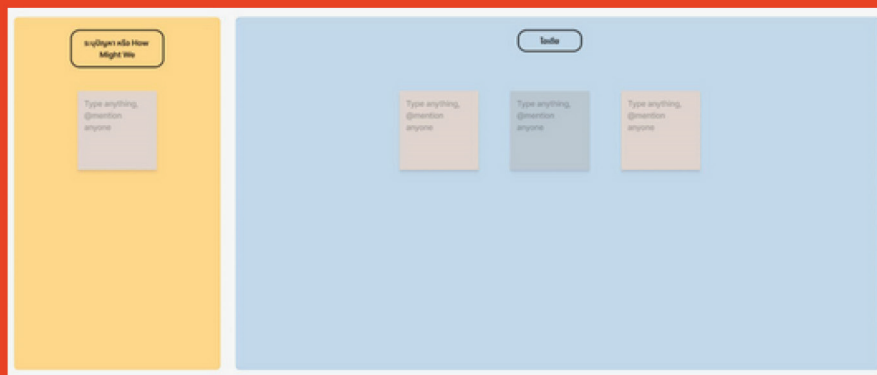 ระบุปัญหา หรือ How
Might We
ไอเดีย
Type anything,
@mention
anyone
Type anything,
@mention
anyone
Type anything,
@mention
anyone
Type anything,
@mention
anyone